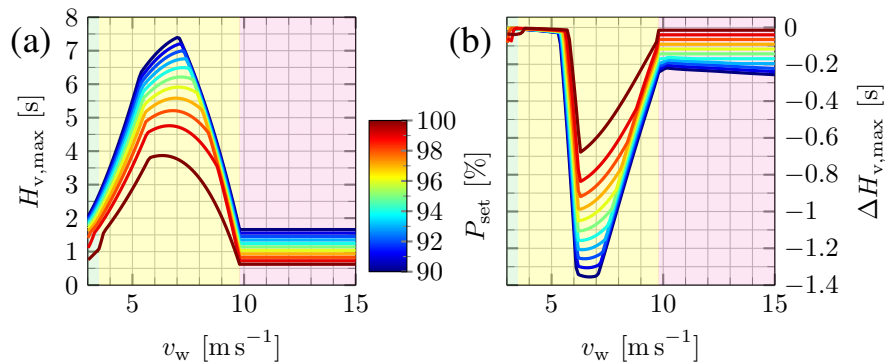 (a)
8
7
6
5
4
3
2
1
0
H_v,max [s]
5 10 15
v_w [m s⁻¹]
100
98
96
94
92
90
P_set [%]
(b)
0
−0.2
−0.4
−0.6
−0.8
−1
−1.2
−1.4
ΔH_v,max [s]
5 10 15
v_w [m s⁻¹]